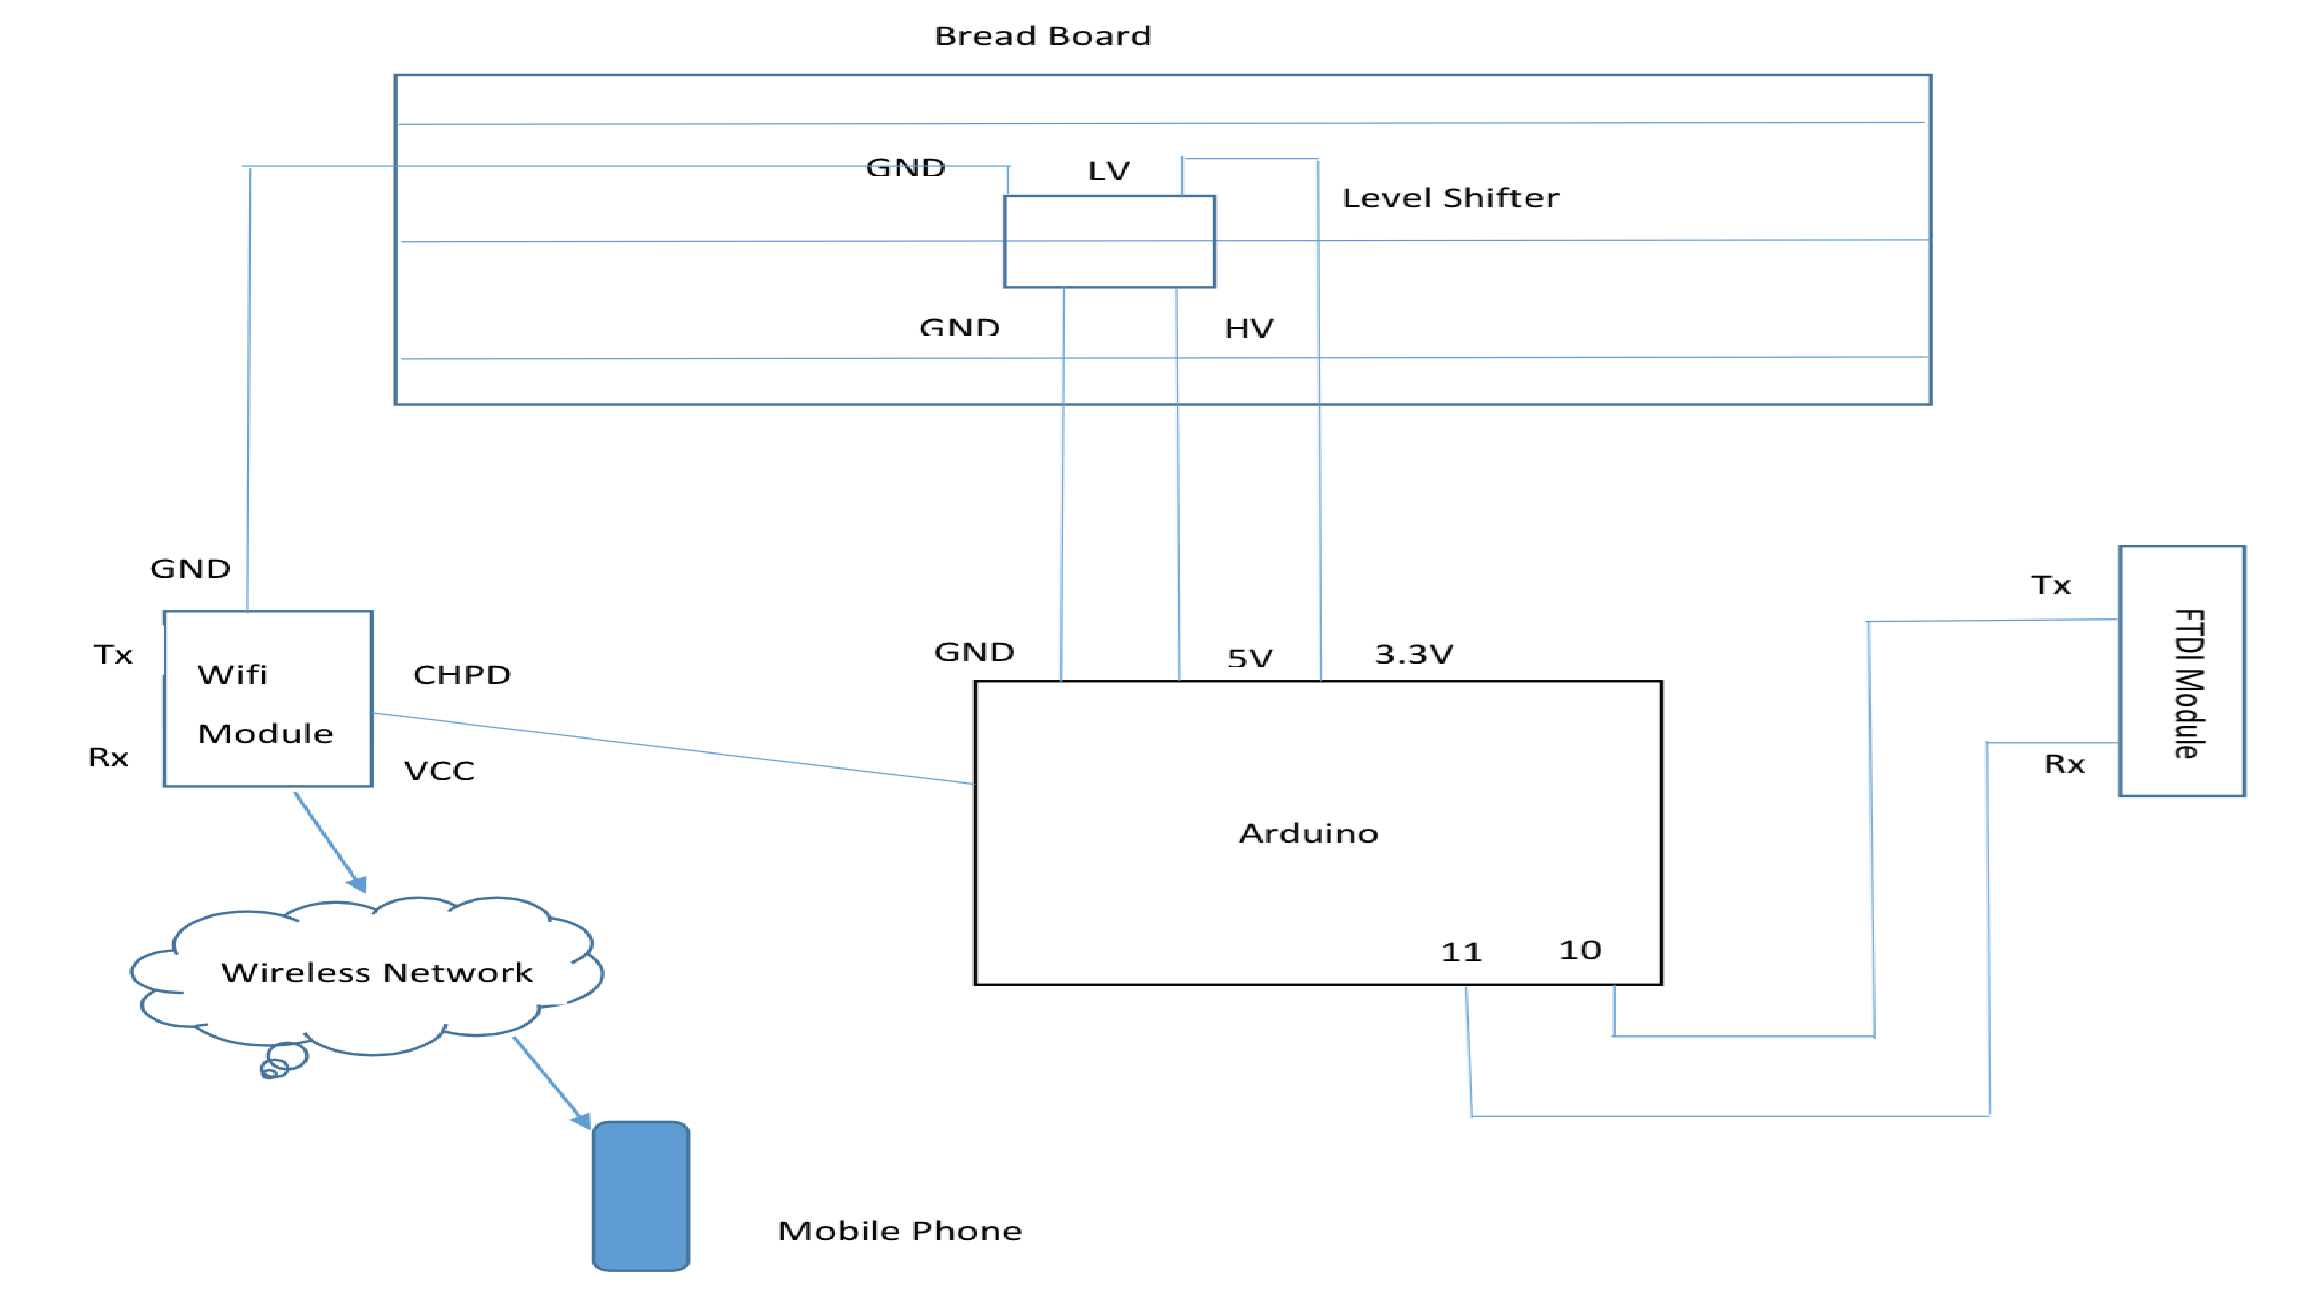 Bread Board
GND
LV
Level Shifter
GND
HV
GND
Tx
Wifi
Module
CHPD
Rx
VCC
GND
5V
3.3V
Tx
FTDI Module
Rx
Arduino
11
10
Wireless Network
Mobile Phone